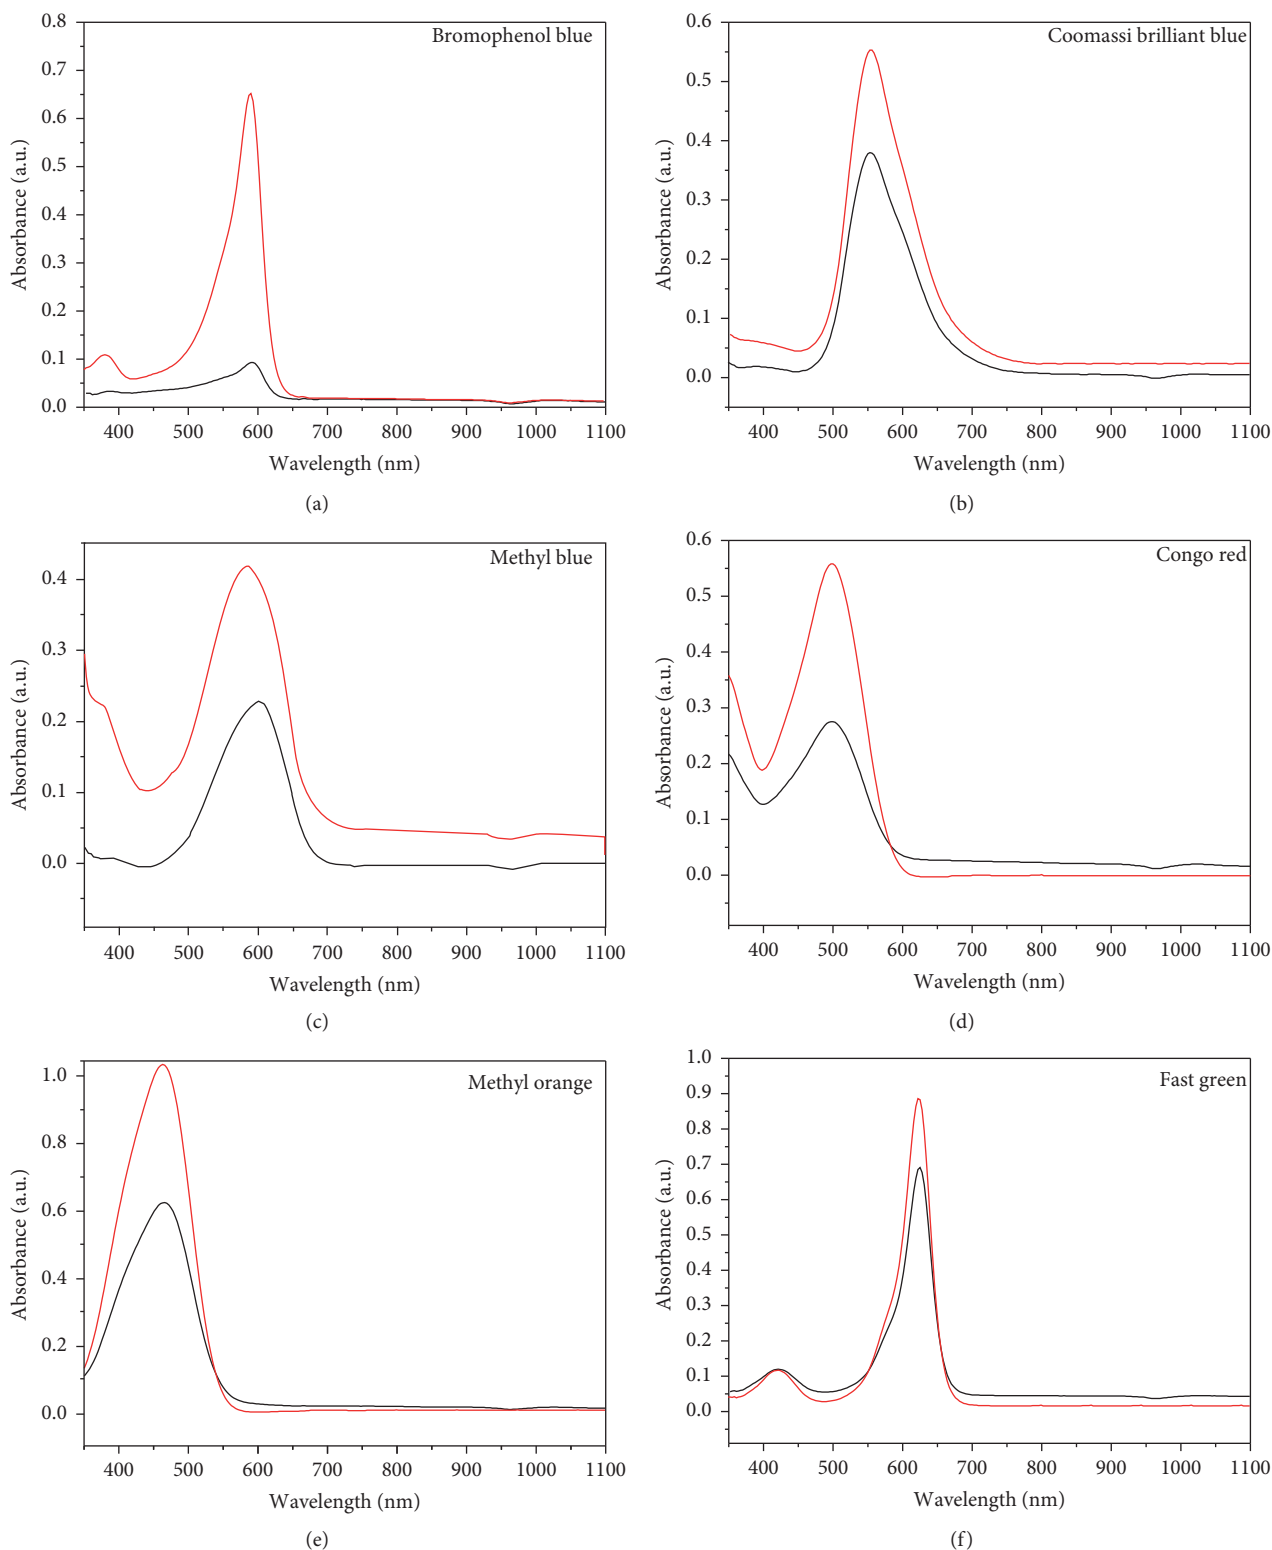 Bromophenol blue
0.8
0.7
0.6
0.5
0.4
0.3
0.2
0.1
0.0
Absorbance (a.u.)
400 500 600 700 800 900 1000 1100
Wavelength (nm)
(a)
Coomassi brilliant blue
0.6
0.5
0.4
0.3
0.2
0.1
0.0
Absorbance (a.u.)
400 500 600 700 800 900 1000 1100
Wavelength (nm)
(b)
Methyl blue
0.4
0.3
0.2
0.1
0.0
Absorbance (a.u.)
400 500 600 700 800 900 1000 1100
Wavelength (nm)
(c)
Congo red
0.6
0.5
0.4
0.3
0.2
0.1
0.0
Absorbance (a.u.)
400 500 600 700 800 900 1000 1100
Wavelength (nm)
(d)
Methyl orange
1.0
0.8
0.6
0.4
0.2
0.0
Absorbance (a.u.)
400 500 600 700 800 900 1000 1100
Wavelength (nm)
(e)
Fast green
1.0
0.9
0.8
0.7
0.6
0.5
0.4
0.3
0.2
0.1
0.0
Absorbance (a.u.)
400 500 600 700 800 900 1000 1100
Wavelength (nm)
(f)